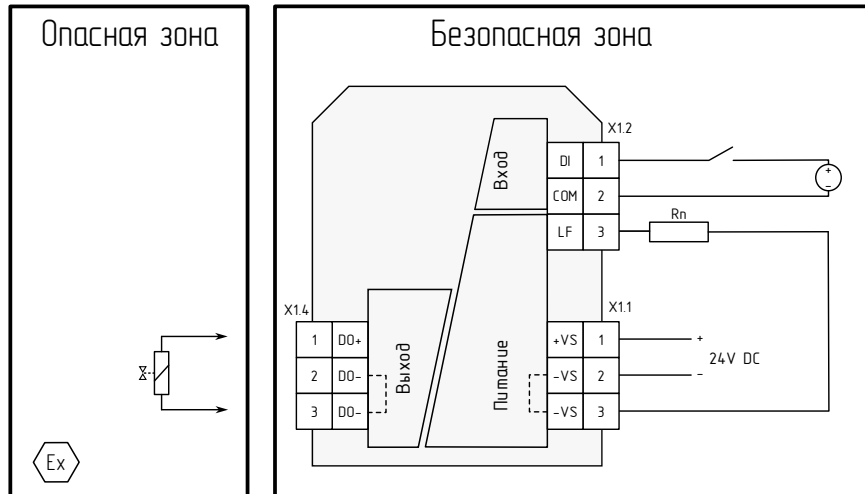 Опасная зона
Безопасная зона
X1.2
Вход
DI 1
+
COM 2
−
Rп
LF 3
X1.4
X1.1
1 DO+
+VS 1
+
2 DO-
Выход
Питание
-VS 2
24V DC
−
3 DO-
-VS 3
Ex